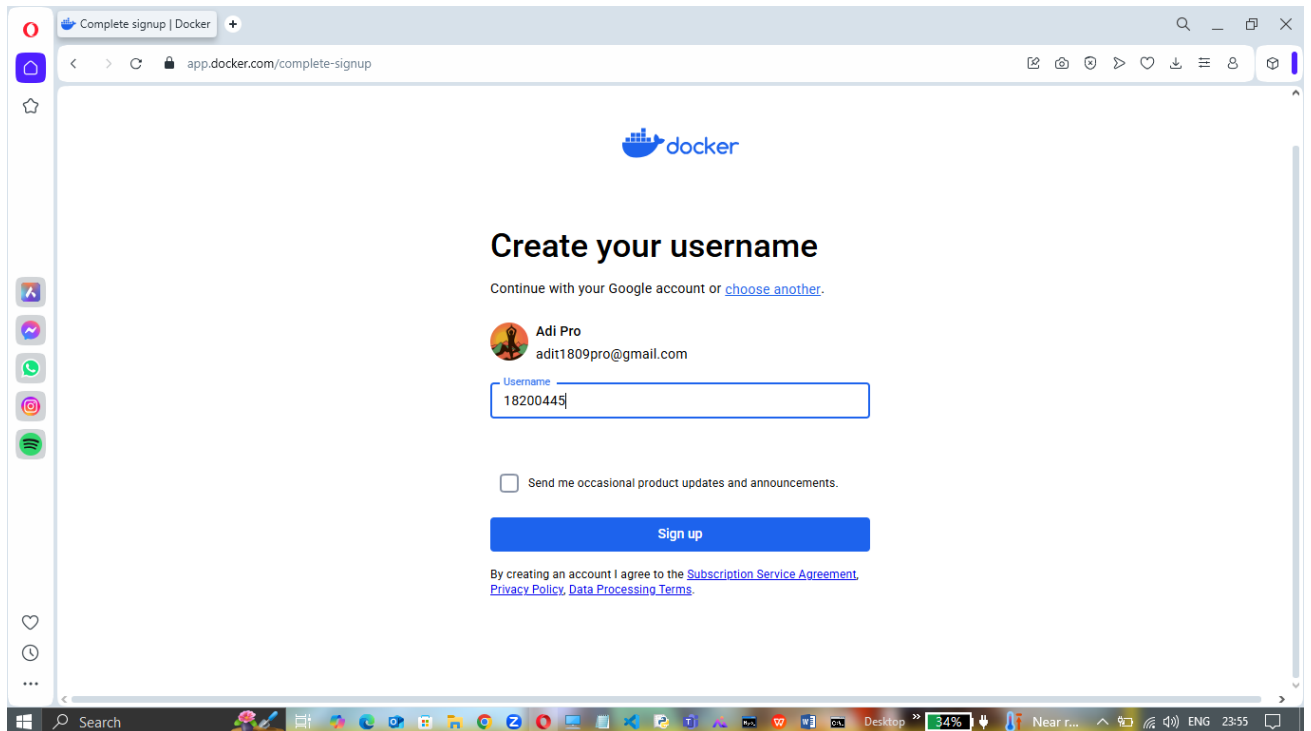 Complete signup | Docker
app.docker.com/complete-signup
docker
Create your username
Continue with your Google account or choose another.
Adi Pro
adit1809pro@gmail.com
Username
18200445
Send me occasional product updates and announcements.
Sign up
By creating an account I agree to the Subscription Service Agreement,
Privacy Policy, Data Processing Terms.
Search
Desktop
34%
Near r...
ENG
23:55